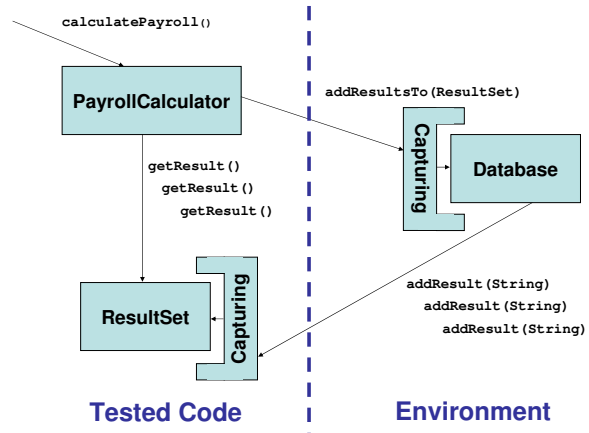 calculatePayroll()
PayrollCalculator
addResultsTo(ResultSet)
Capturing
Database
getResult()
getResult()
getResult()
addResult(String)
addResult(String)
addResult(String)
ResultSet
Capturing
Tested Code
Environment